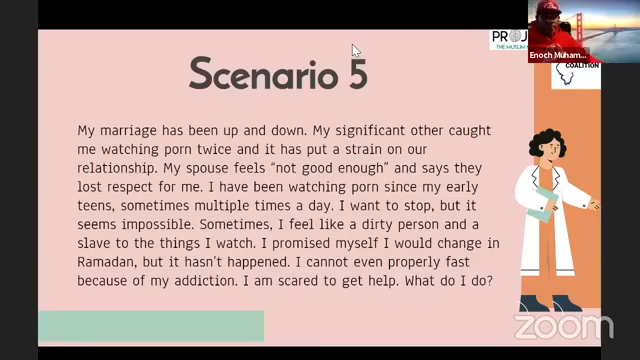 PROJ
THE MUSLIM
Enoch Muham...
COALITION
Scenario 5
My marriage has been up and down. My significant other caught
me watching porn twice and it has put a strain on our
relationship. My spouse feels “not good enough” and says they
lost respect for me. I have been watching porn since my early
teens, sometimes multiple times a day. I want to stop, but it
seems impossible. Sometimes, I feel like a dirty person and a
slave to the things I watch. I promised myself I would change in
Ramadan, but it hasn’t happened. I cannot even properly fast
because of my addiction. I am scared to get help. What do I do?
zoom